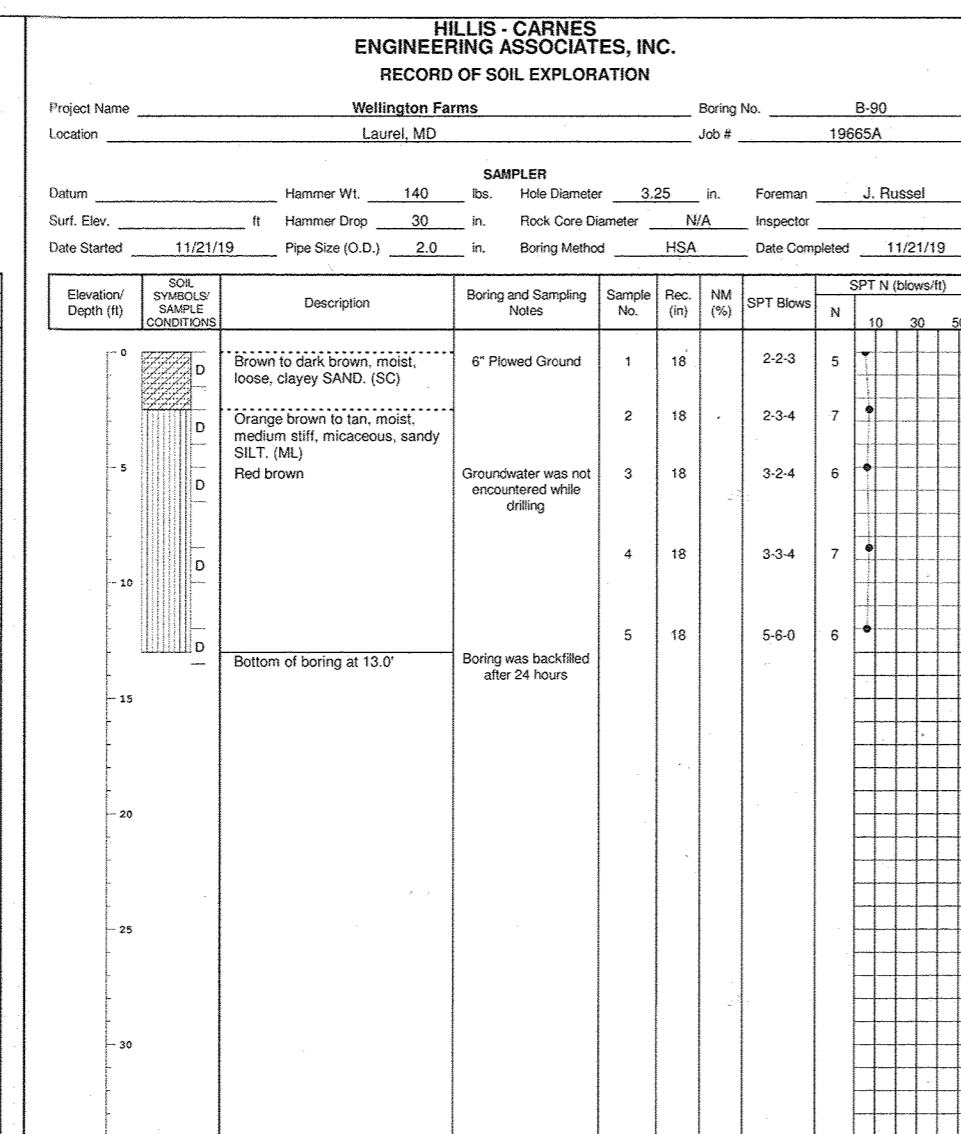 HILLIS - CARNES
ENGINEERING ASSOCIATES, INC.
RECORD OF SOIL EXPLORATION
Project Name Wellington Farms Boring No. B-90
Location Laurel, MD Job # 19665A
SAMPLER
Datum Hammer Wt. 140 lbs. Hole Diameter 3.25 in. Foreman J. Russel
Surf. Elev. ft Hammer Drop 30 in. Rock Core Diameter N/A Inspector
Date Started 11/21/19 Pipe Size (O.D.) 2.0 in. Boring Method HSA Date Completed 11/21/19
Elevation/
Depth (ft)
SOIL
SYMBOLS/
SAMPLE
CONDITIONS
Description
Boring and Sampling
Notes
Sample
No.
Rec.
(in)
NM
(%)
SPT Blows
SPT N (blows/ft)
N
10 30 50
0
D
Brown to dark brown, moist,
loose, clayey SAND. (SC)
6" Plowed Ground
1 18 2-2-3 5
D
Orange brown to tan, moist,
medium stiff, micaceous, sandy
SILT. (ML)
2 18 2-3-4 7
5
D
Red brown
Groundwater was not
encountered while
drilling
3 18 3-2-4 6
D
4 18 3-3-4 7
10
D
5 18 5-6-0 6
Bottom of boring at 13.0'
Boring was backfilled
after 24 hours
15
20
25
30